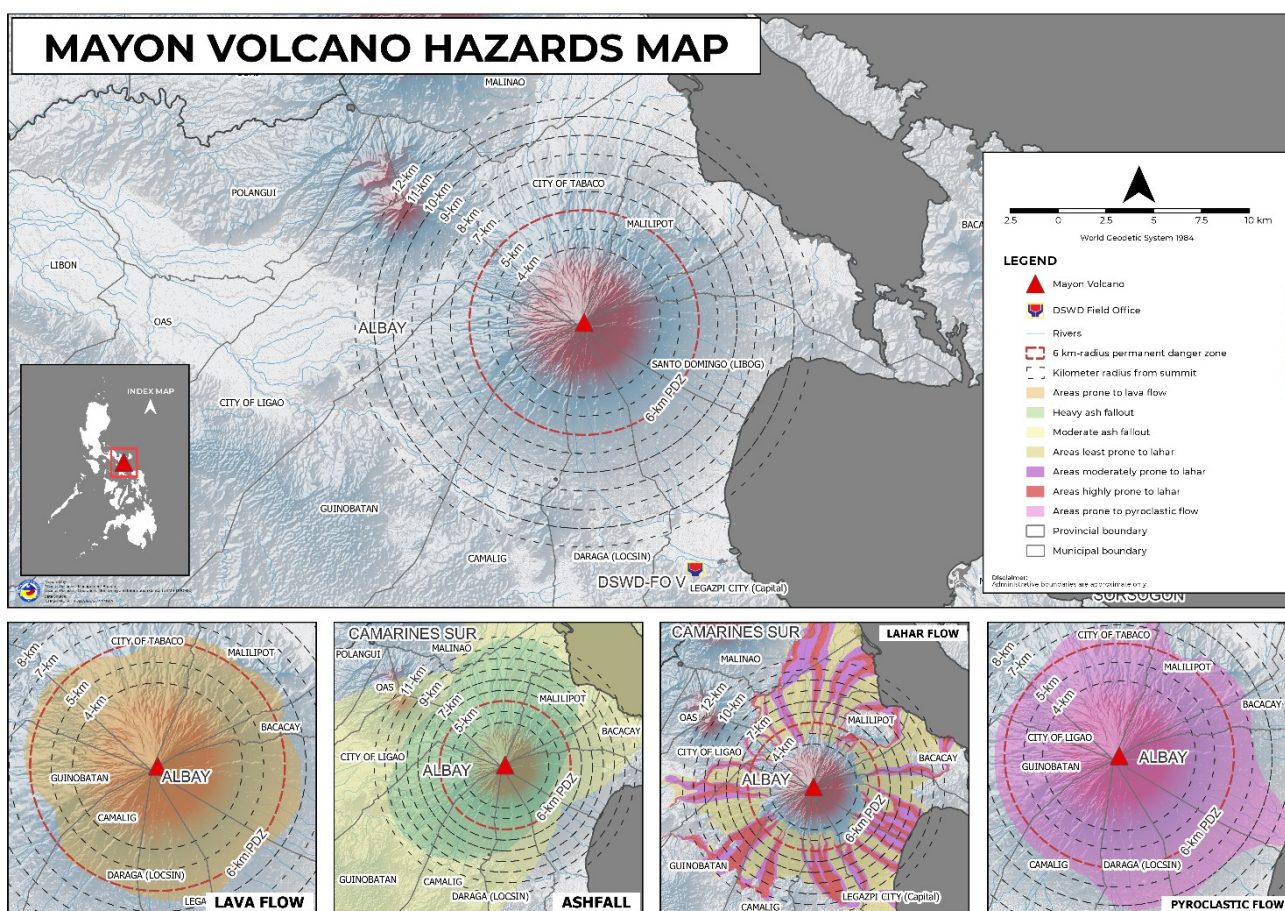 MAYON VOLCANO HAZARDS MAP
MALINAO
POLANGUI
12-km
11-km
10-km
9-km
8-km
7-km
5-km
4-km
CITY OF TABACO
MALILIPOT
LIBON
OAS
ALBAY
SANTO DOMINGO (LIBOG)
6-km PDZ
CITY OF LIGAO
GUINOBATAN
CAMALIG
DARAGA (LOCSIN)
DSWD-FO V
LEGAZPI CITY (Capital)
SORSOGON
INDEX MAP
2.5 0 2.5 5 7.5 10 km
World Geodetic System 1984
LEGEND
Mayon Volcano
DSWD Field Office
Rivers
6 km-radius permanent danger zone
Kilometer radius from summit
Areas prone to lava flow
Heavy ash fallout
Moderate ash fallout
Areas least prone to lahar
Areas moderately prone to lahar
Areas highly prone to lahar
Areas prone to pyroclastic flow
Provincial boundary
Municipal boundary
Disclaimer:
Administrative boundaries are approximate only.
CITY OF TABACO
MALILIPOT
8-km
7-km
5-km
4-km
BACACAY
GUINOBATAN
ALBAY
CAMALIG
6-km PDZ
DARAGA (LOCSIN)
LEGA
LAVA FLOW
CAMARINES SUR
POLANGUI
MALINAO
OAS
11-km
9-km
7-km
5-km
MALILIPOT
BACACAY
CITY OF LIGAO
ALBAY
6-km PDZ
GUINOBATAN
CAMALIG
DARAGA (LOCSIN)
ASHFALL
CAMARINES SUR
LAHAR FLOW
MALINAO
OAS
12-km
10-km
7-km
4-km
MALILIPOT
CITY OF LIGAO
BACACAY
ALBAY
6-km PDZ
GUINOBATAN
CAMALIG
LEGAZPI CITY (Capital)
CITY OF TABACO
8-km
7-km
MALILIPOT
5-km
4-km
BACACAY
CITY OF LIGAO
GUINOBATAN
ALBAY
6-km PDZ
CAMALIG
DARAGA (LOCSIN)
PYROCLASTIC FLOW